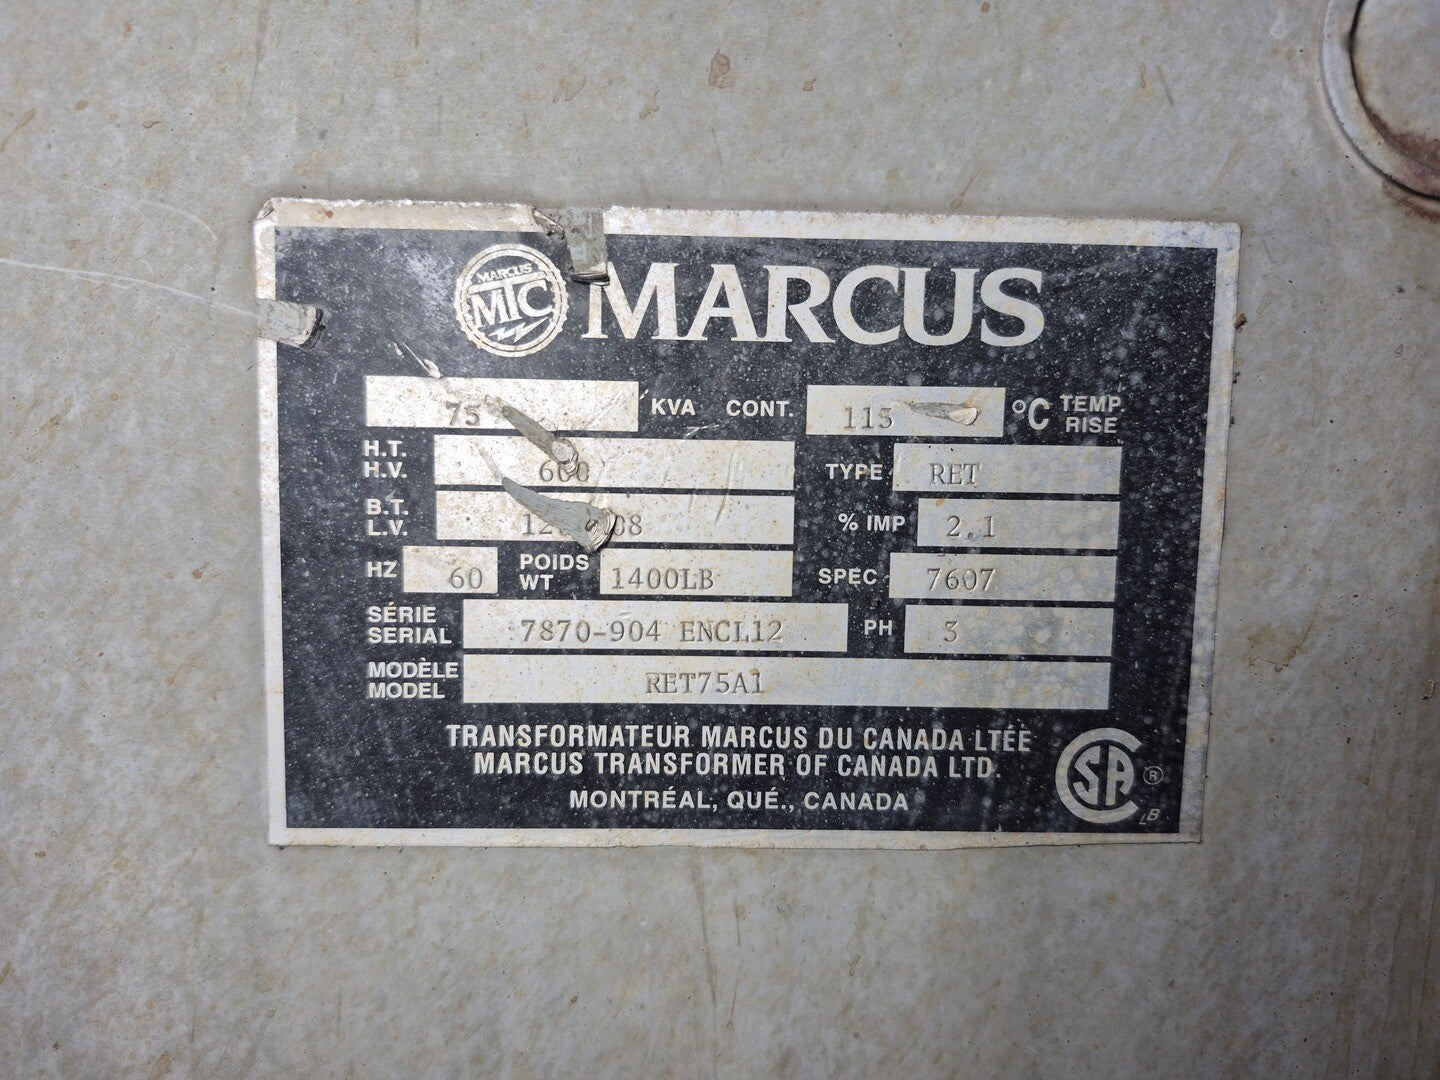 MARCUS
MTC
MARCUS
75 KVA CONT. 115 °C TEMP. RISE
H.T.
H.V. 600 TYPE RET
B.T.
L.V. % IMP 2.1
HZ 60 POIDS
WT 1400LB SPEC 7607
SÉRIE
SERIAL 7870-904 ENCL12 PH 3
MODÈLE
MODEL RET75A1
TRANSFORMATEUR MARCUS DU CANADA LTÉE
MARCUS TRANSFORMER OF CANADA LTD.
MONTRÉAL, QUÉ., CANADA
CSA ®
LB